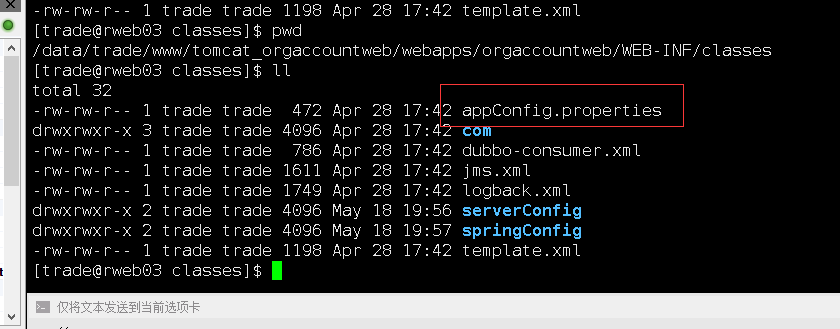 -rw-rw-r-- 1 trade trade 1198 Apr 28 17:42 template.xml
[trade@rweb03 classes]$ pwd
/data/trade/www/tomcat_orgaccountweb/webapps/orgaccountweb/WEB-INF/classes
[trade@rweb03 classes]$ ll
total 32
-rw-rw-r-- 1 trade trade  472 Apr 28 17:42 appConfig.properties
drwxrwxr-x 3 trade trade 4096 Apr 28 17:42 com
-rw-rw-r-- 1 trade trade  786 Apr 28 17:42 dubbo-consumer.xml
-rw-rw-r-- 1 trade trade 1611 Apr 28 17:42 jms.xml
-rw-rw-r-- 1 trade trade 1749 Apr 28 17:42 logback.xml
drwxrwxr-x 2 trade trade 4096 May 18 19:56 serverConfig
drwxrwxr-x 2 trade trade 4096 May 18 19:57 springConfig
-rw-rw-r-- 1 trade trade 1198 Apr 28 17:42 template.xml
[trade@rweb03 classes]$
仅将文本发送到当前选项卡